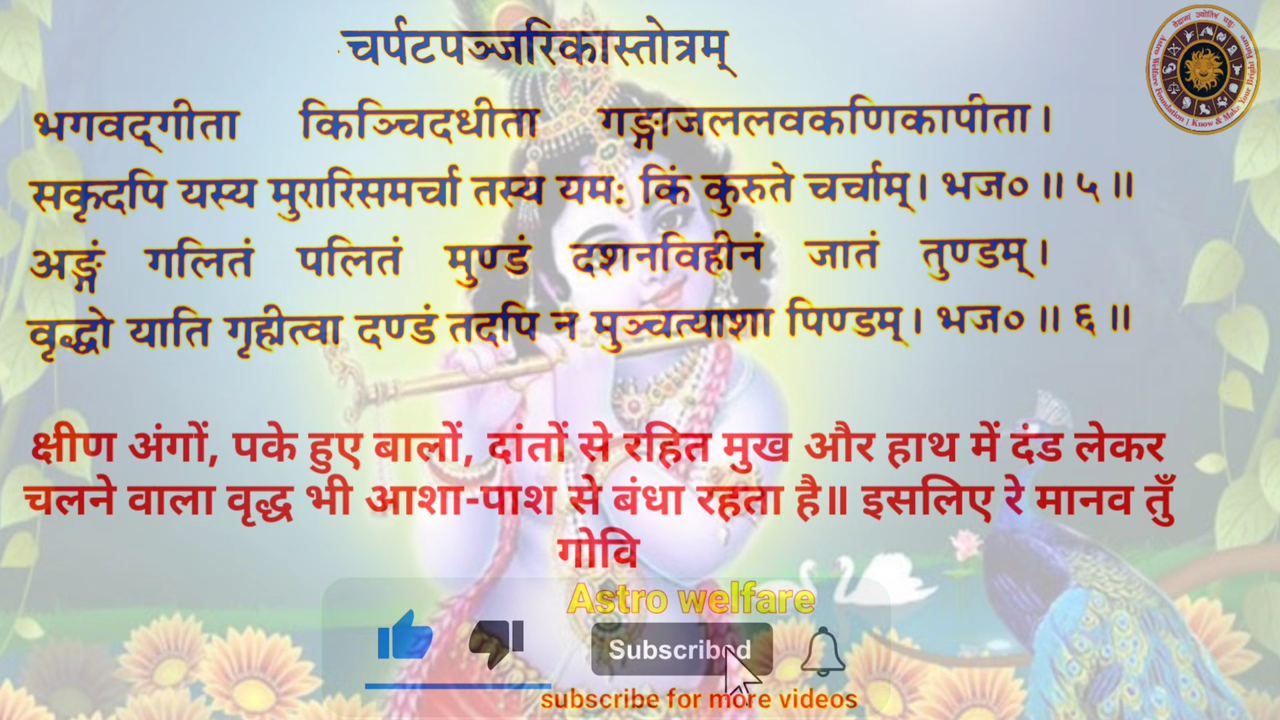 चर्पटपञ्जरिकास्तोत्रम्
भगवद्‌गीता किञ्चिदधीता गङ्गाजललवकणिकापीता।
सकृदपि यस्य मुरारिसमर्चा तस्य यमः किं कुरुते चर्चाम्। भज० ॥ ५ ॥
अङ्गं गलितं पलितं मुण्डं दशनविहीनं जातं तुण्डम्।
वृद्धो याति गृहीत्वा दण्डं तदपि न मुञ्चत्याशा पिण्डम्। भज० ॥ ६ ॥
क्षीण अंगों, पके हुए बालों, दांतों से रहित मुख और हाथ में दंड लेकर
चलने वाला वृद्ध भी आशा-पाश से बंधा रहता है॥ इसलिए रे मानव तुँ
गोवि
Astro welfare
Subscribed
subscribe for more videos